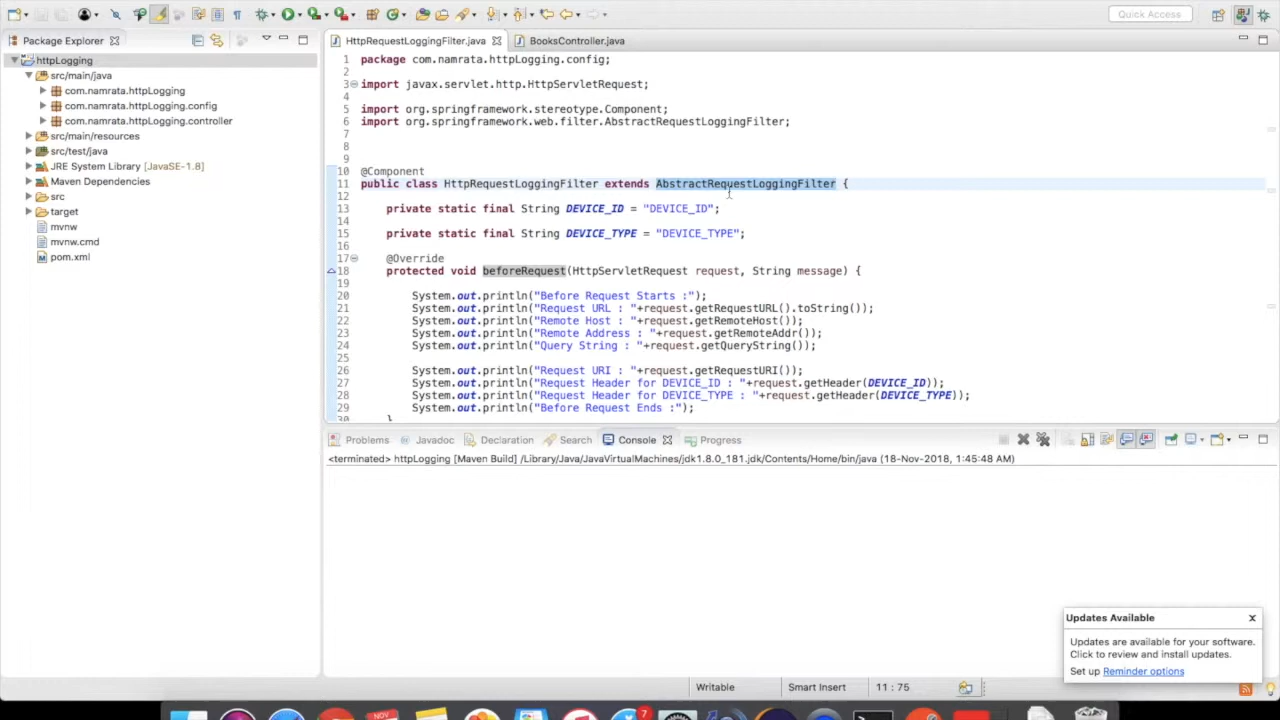 Quick Access
Package Explorer
httpLogging
src/main/java
com.namrata.httpLogging
com.namrata.httpLogging.config
com.namrata.httpLogging.controller
src/main/resources
src/test/java
JRE System Library [JavaSE-1.8]
Maven Dependencies
src
target
mvnw
mvnw.cmd
pom.xml
HttpRequestLoggingFilter.java
BooksController.java
1 package com.namrata.httpLogging.config;
2
3 import javax.servlet.http.HttpServletRequest;
4
5 import org.springframework.stereotype.Component;
6 import org.springframework.web.filter.AbstractRequestLoggingFilter;
7
8
9
10 @Component
11 public class HttpRequestLoggingFilter extends AbstractRequestLoggingFilter {
12
13 private static final String DEVICE_ID = "DEVICE_ID";
14
15 private static final String DEVICE_TYPE = "DEVICE_TYPE";
16
17 @Override
18 protected void beforeRequest(HttpServletRequest request, String message) {
19
20 System.out.println("Before Request Starts :");
21 System.out.println("Request URL : "+request.getRequestURL().toString());
22 System.out.println("Remote Host : "+request.getRemoteHost());
23 System.out.println("Remote Address : "+request.getRemoteAddr());
24 System.out.println("Query String : "+request.getQueryString());
25
26 System.out.println("Request URI : "+request.getRequestURI());
27 System.out.println("Request Header for DEVICE_ID : "+request.getHeader(DEVICE_ID));
28 System.out.println("Request Header for DEVICE_TYPE : "+request.getHeader(DEVICE_TYPE));
29 System.out.println("Before Request Ends :");
30 }
Problems Javadoc Declaration Search Console Progress
<terminated> httpLogging [Maven Build] /Library/Java/JavaVirtualMachines/jdk1.8.0_181.jdk/Contents/Home/bin/java (18-Nov-2018, 1:45:48 AM)
Updates Available
Updates are available for your software.
Click to review and install updates.
Set up Reminder options
Writable Smart Insert 11 : 75
NOV
7